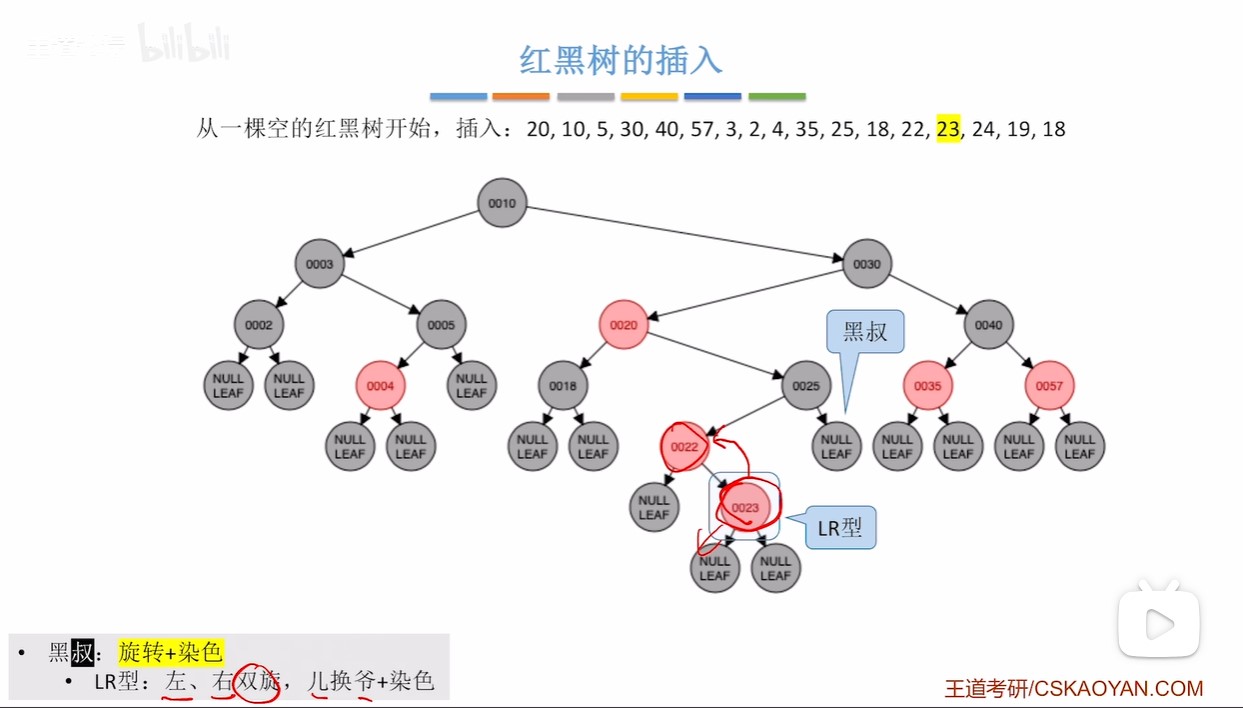 bilibili
红黑树的插入
从一棵空的红黑树开始，插入：20, 10, 5, 30, 40, 57, 3, 2, 4, 35, 25, 18, 22, 23, 24, 19, 18
0010
0003
0030
0002
0005
0020
黑叔
0040
NULL LEAF
NULL LEAF
0004
NULL LEAF
0018
0025
0035
0057
NULL LEAF
NULL LEAF
NULL LEAF
NULL LEAF
0022
NULL LEAF
NULL LEAF
NULL LEAF
NULL LEAF
NULL LEAF
NULL LEAF
0023
LR型
NULL LEAF
NULL LEAF
• 黑叔：旋转+染色
• LR型：左、右双旋，儿换爷+染色
王道考研/CSKAOYAN.COM